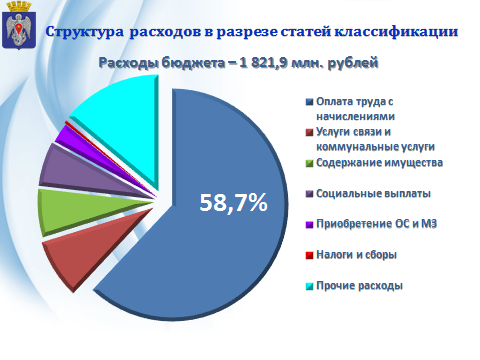 Структура расходов в разрезе статей классификации
Расходы бюджета – 1 821,9 млн. рублей
58,7%
Оплата труда с
начислениями
Услуги связи и
коммунальные услуги
Содержание имущества
Социальные выплаты
Приобретение ОС и МЗ
Налоги и сборы
Прочие расходы